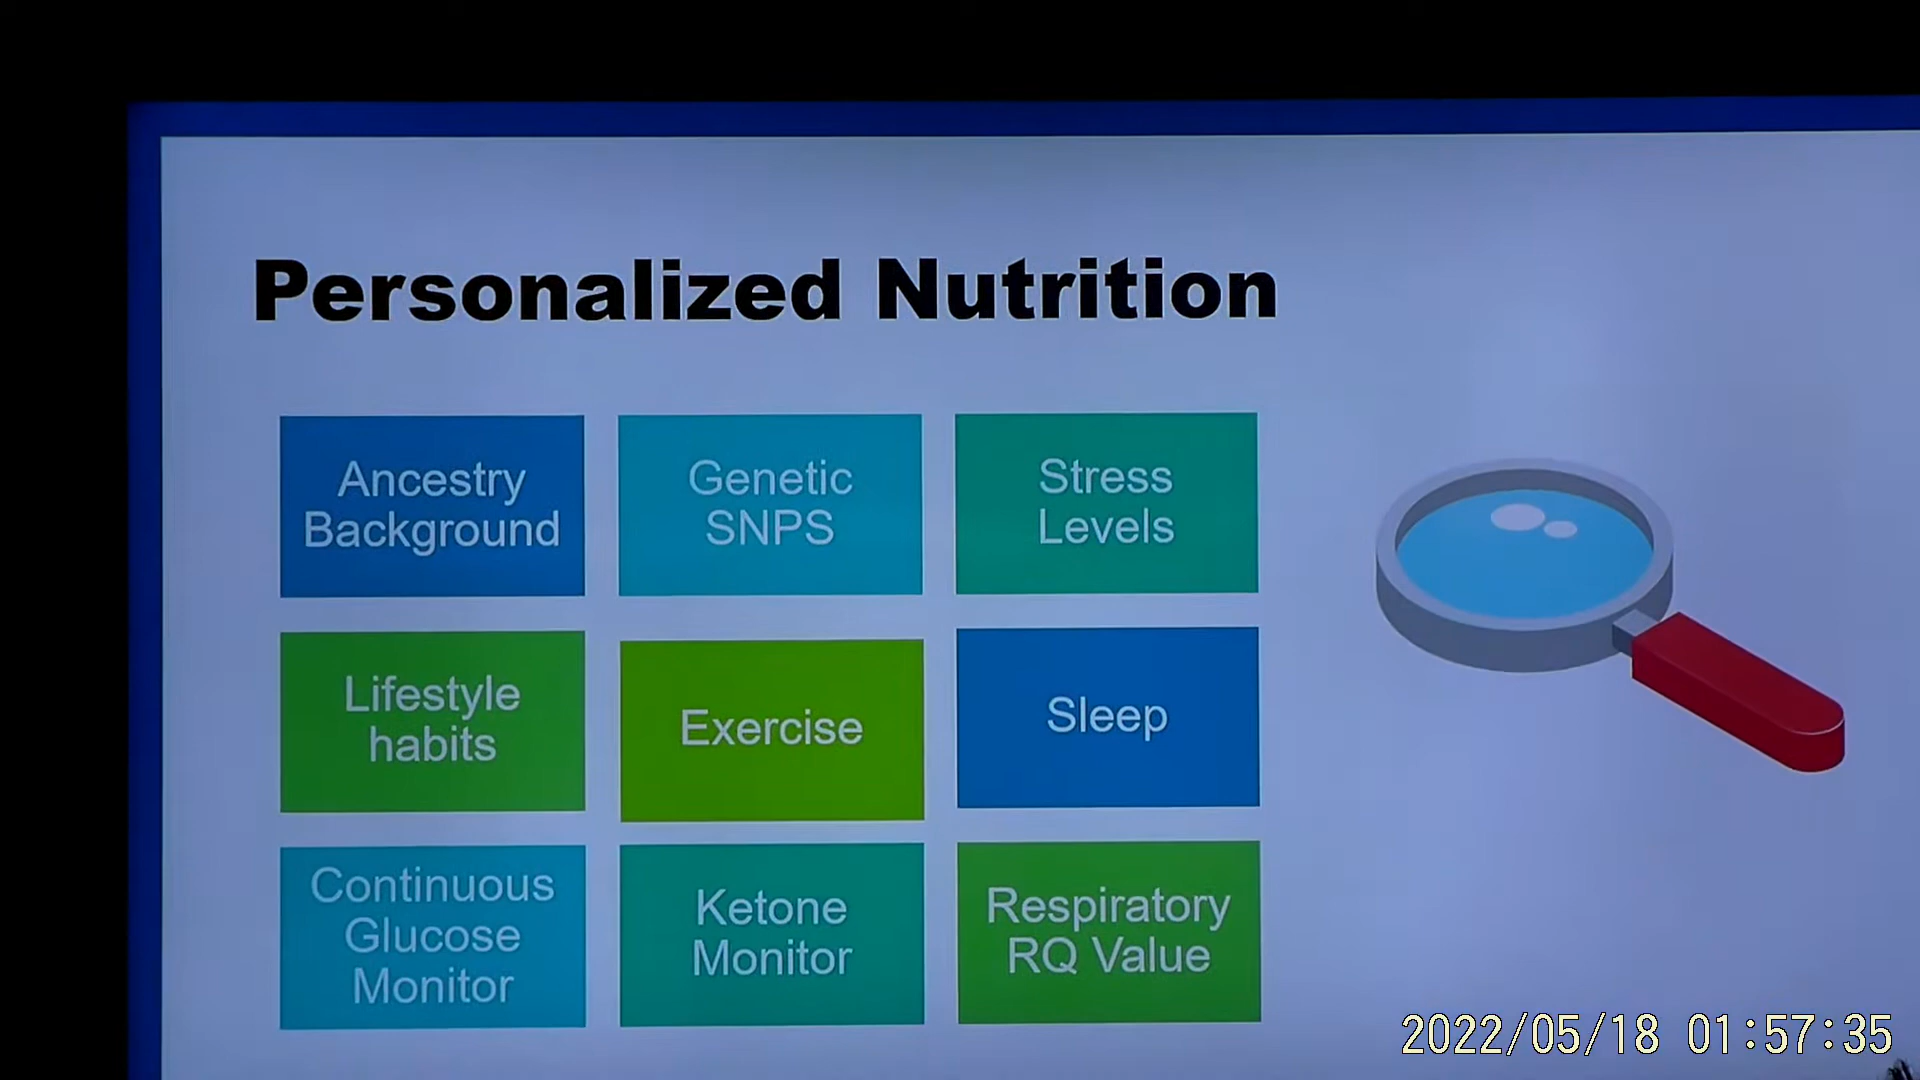 Personalized Nutrition
Ancestry
Background
Genetic
SNPS
Stress
Levels
Lifestyle
habits
Exercise
Sleep
Continuous
Glucose
Monitor
Ketone
Monitor
Respiratory
RQ Value
2022/05/18 01:57:35